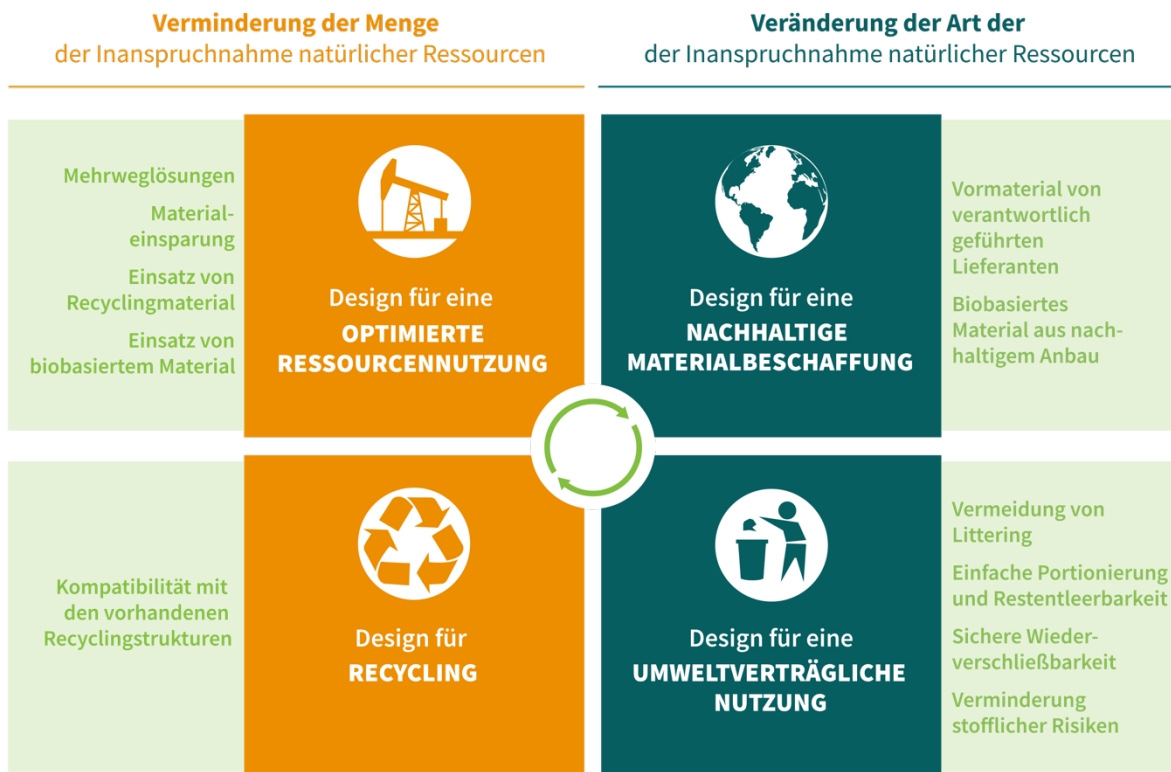 Verminderung der Menge
der Inanspruchnahme natürlicher Ressourcen
Veränderung der Art der
der Inanspruchnahme natürlicher Ressourcen
Mehrweglösungen
Material-
einsparung
Einsatz von
Recyclingmaterial
Einsatz von
biobasiertem Material
Design für eine
OPTIMIERTE
RESSOURCENNUTZUNG
Design für eine
NACHHALTIGE
MATERIALBESCHAFFUNG
Vormaterial von
verantwortlich
geführten
Lieferanten
Biobasiertes
Material aus nach-
haltigem Anbau
Kompatibilität mit
den vorhandenen
Recyclingstrukturen
Design für
RECYCLING
Design für eine
UMWELTVERTRÄGLICHE
NUTZUNG
Vermeidung von
Littering
Einfache Portionierung
und Restentleerbarkeit
Sichere Wieder-
verschließbarkeit
Verminderung
stofflicher Risiken